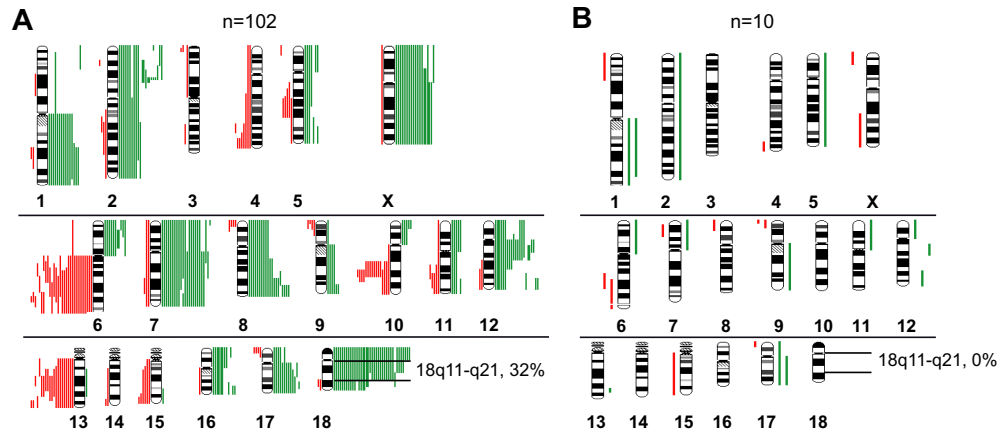 A
n=102
1 2 3 4 5 X
6 7 8 9 10 11 12
18q11-q21, 32%
13 14 15 16 17 18
B
n=10
1 2 3 4 5 X
6 7 8 9 10 11 12
18q11-q21, 0%
13 14 15 16 17 18